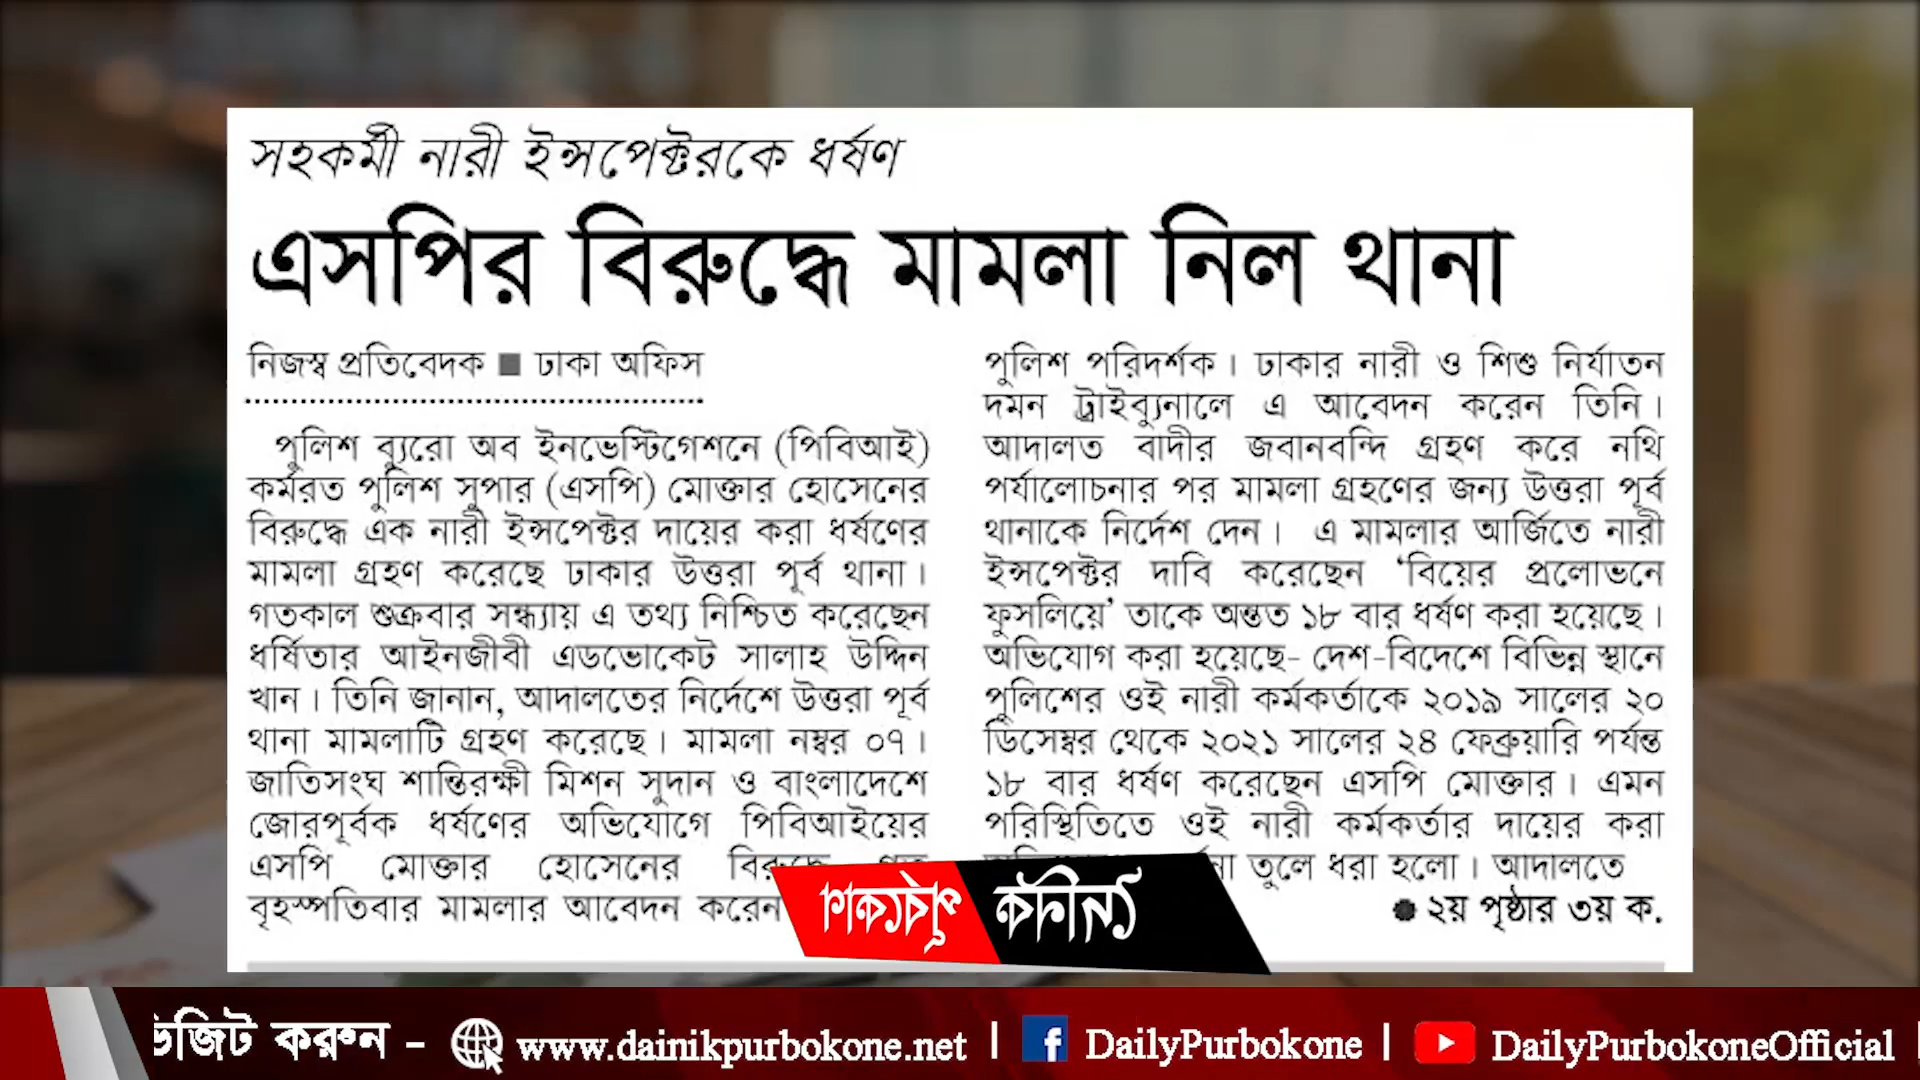 সহকর্মী নারী ইন্সপেক্টরকে ধর্ষণ
এসপির বিরুদ্ধে মামলা নিল থানা
নিজস্ব প্রতিবেদক ■ ঢাকা অফিস
পুলিশ ব্যুরো অব ইনভেস্টিগেশনে (পিবিআই)
কর্মরত পুলিশ সুপার (এসপি) মোক্তার হোসেনের
বিরুদ্ধে এক নারী ইন্সপেক্টর দায়ের করা ধর্ষণের
মামলা গ্রহণ করেছে ঢাকার উত্তরা পূর্ব থানা।
গতকাল শুক্রবার সন্ধ্যায় এ তথ্য নিশ্চিত করেছেন
ধর্ষিতার আইনজীবী এডভোকেট সালাহ উদ্দিন
খান। তিনি জানান, আদালতের নির্দেশে উত্তরা পূর্ব
থানা মামলাটি গ্রহণ করেছে। মামলা নম্বর ০৭।
জাতিসংঘ শান্তিরক্ষী মিশন সুদান ও বাংলাদেশে
জোরপূর্বক ধর্ষণের অভিযোগে পিবিআইয়ের
এসপি মোক্তার হোসেনের
বৃহস্পতিবার মামলার আবেদন করেন
পুলিশ পরিদর্শক। ঢাকার নারী ও শিশু নির্যাতন
দমন ট্রাইব্যুনালে এ আবেদন করেন তিনি।
আদালত বাদীর জবানবন্দি গ্রহণ করে নথি
পর্যালোচনার পর মামলা গ্রহণের জন্য উত্তরা পূর্ব
থানাকে নির্দেশ দেন। এ মামলার আর্জিতে নারী
ইন্সপেক্টর দাবি করেছেন ‘বিয়ের প্রলোভনে
ফুসলিয়ে’ তাকে অন্তত ১৮ বার ধর্ষণ করা হয়েছে।
অভিযোগ করা হয়েছে- দেশ-বিদেশে বিভিন্ন স্থানে
পুলিশের ওই নারী কর্মকর্তাকে ২০১৯ সালের ২০
ডিসেম্বর থেকে ২০২১ সালের ২৪ ফেব্রুয়ারি পর্যন্ত
১৮ বার ধর্ষণ করেছেন এসপি মোক্তার। এমন
পরিস্থিতিতে ওই নারী কর্মকর্তার দায়ের করা
তুলে ধরা হলো। আদালতে
● ২য় পৃষ্ঠার ৩য় ক.
করুন - www.dainikpurbokone.net | DailyPurbokone | DailyPurbokoneOfficial